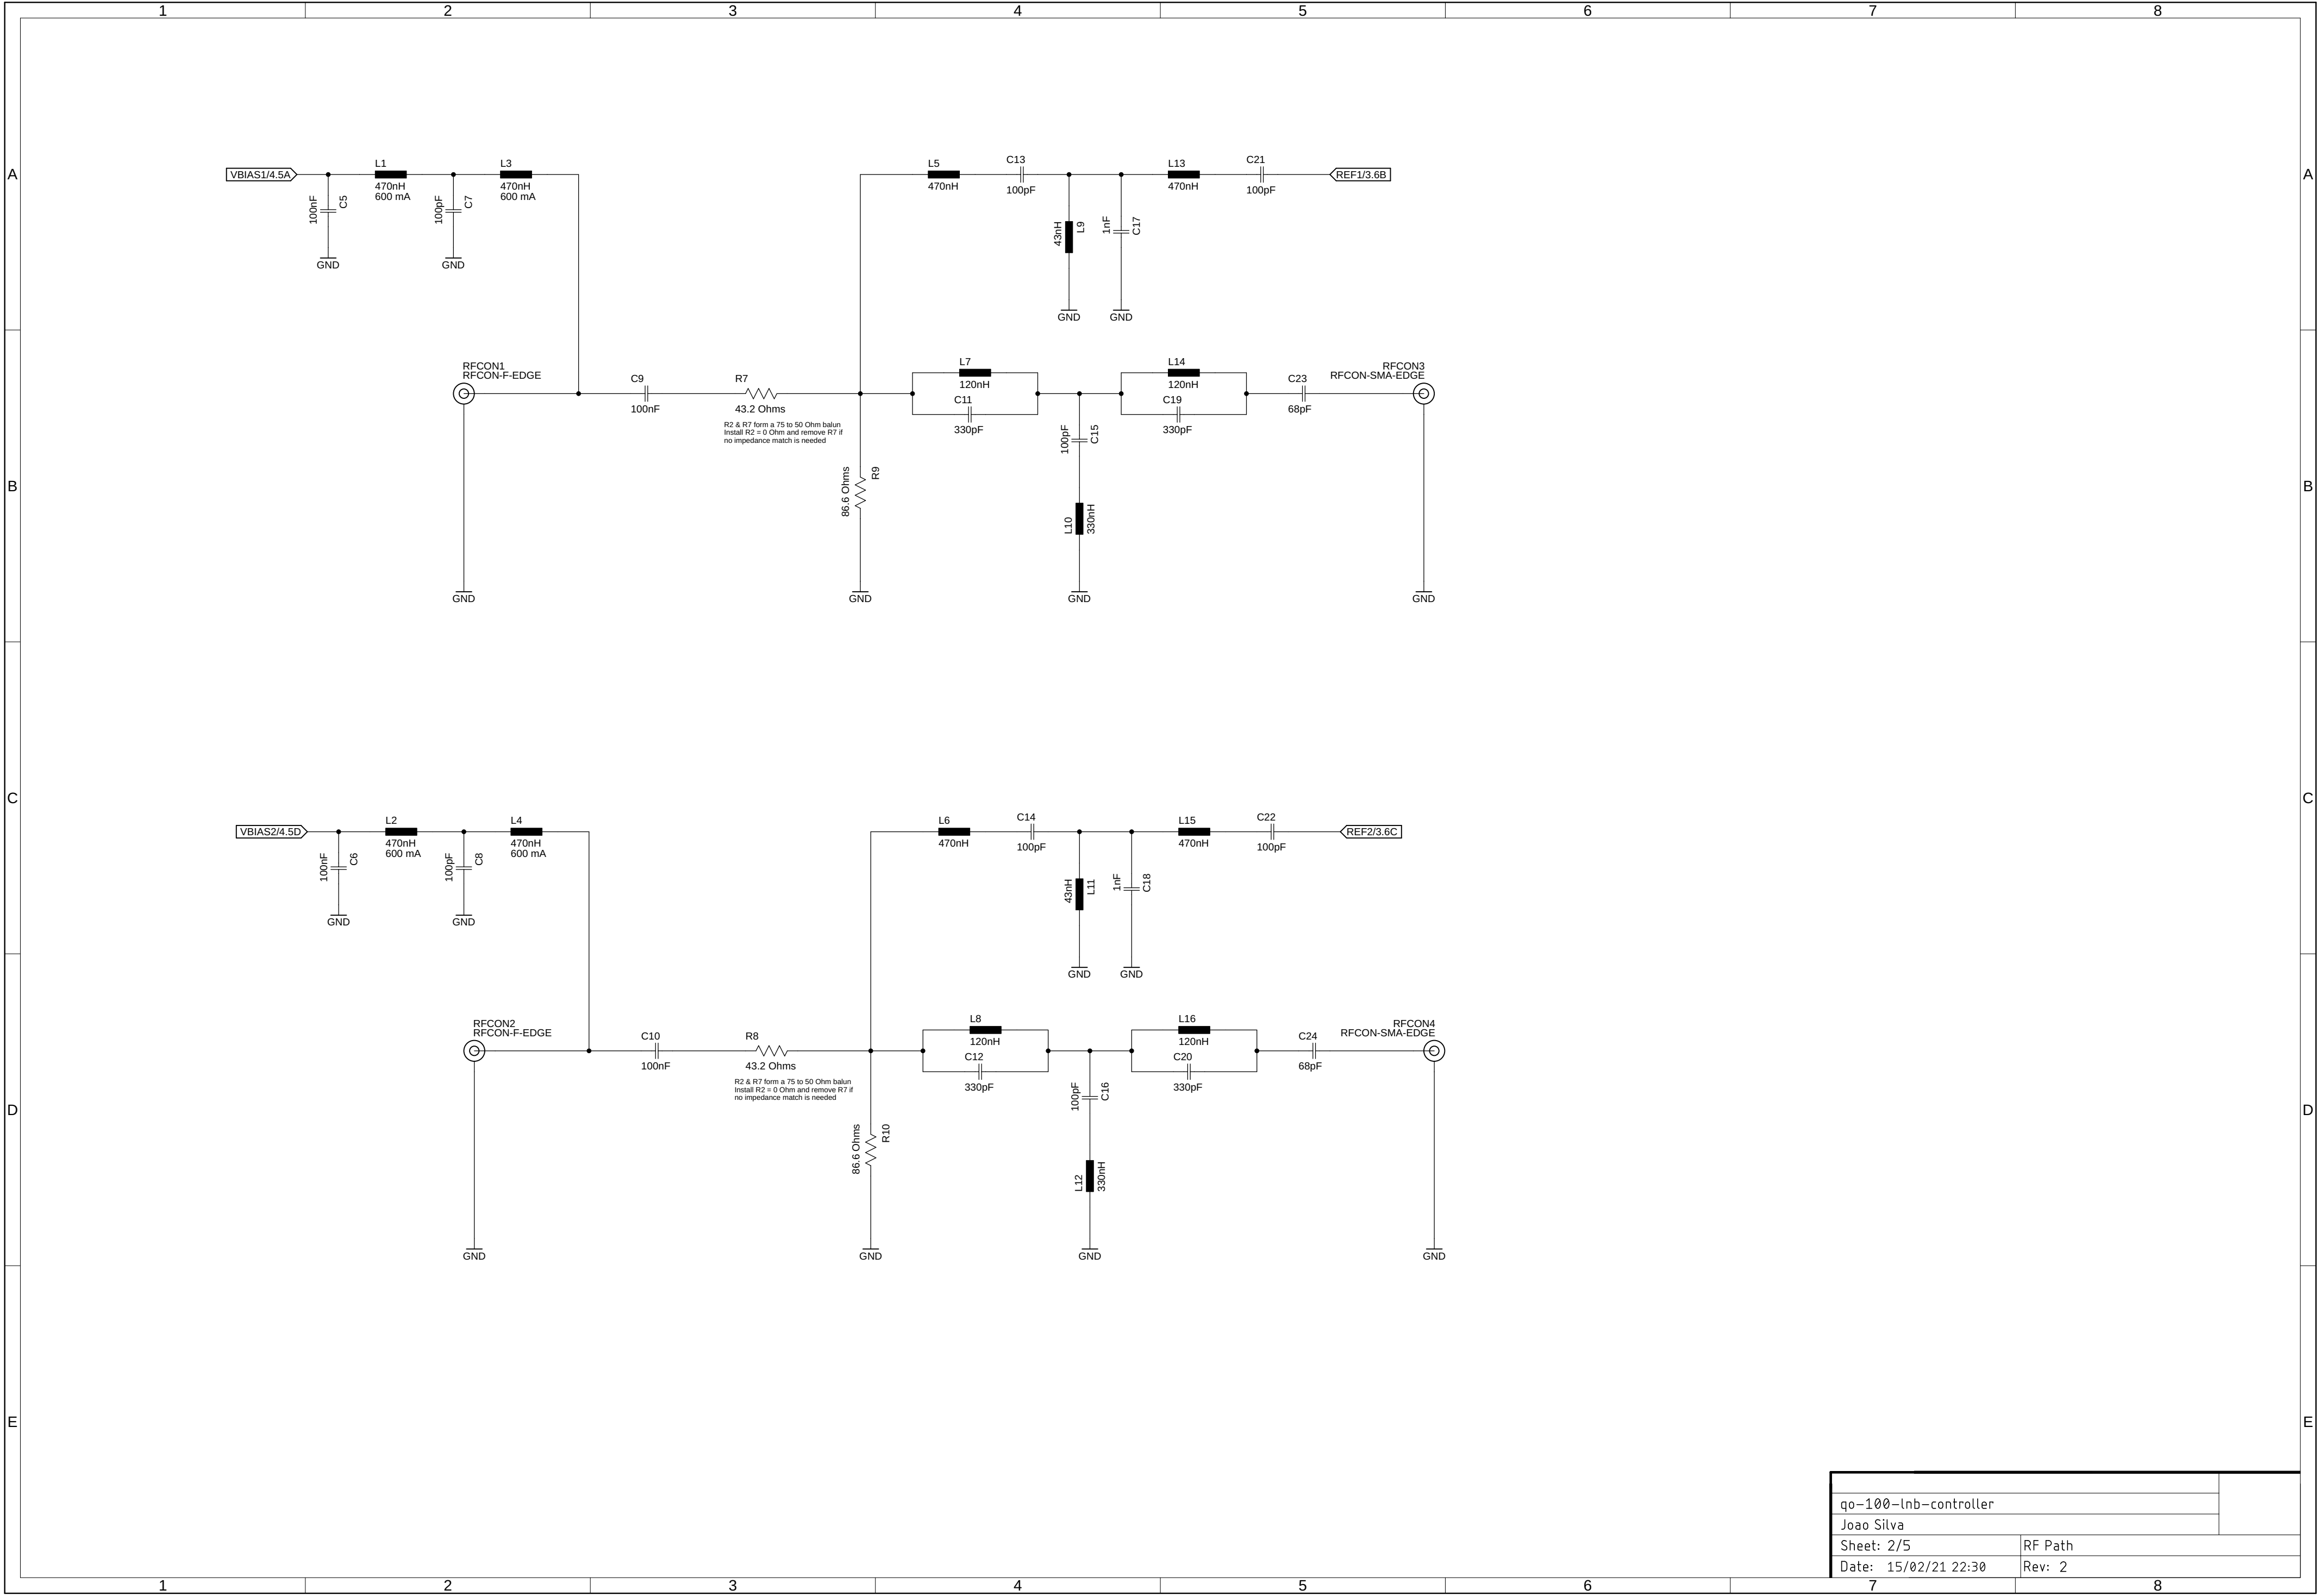 1 2 3 4 5 6 7 8
A A
VBIAS1/4.5A
L1
470nH
600 mA
L3
470nH
600 mA
100nF
C5
100pF
C7
GND
GND
L5
470nH
C13
100pF
L13
470nH
C21
100pF
REF1/3.6B
43nH
L9
1nF
C17
GND
GND
RFCON1
RFCON-F-EDGE
C9
100nF
R7
43.2 Ohms
R2 & R7 form a 75 to 50 Ohm balun
Install R2 = 0 Ohm and remove R7 if
no impedance match is needed
L7
120nH
C11
330pF
L14
120nH
C19
330pF
C23
68pF
RFCON3
RFCON-SMA-EDGE
100pF
C15
86.6 Ohms
R9
L10
330nH
B B
GND
GND
GND
GND
C C
VBIAS2/4.5D
L2
470nH
600 mA
L4
470nH
600 mA
100nF
C6
100pF
C8
GND
GND
L6
470nH
C14
100pF
L15
470nH
C22
100pF
REF2/3.6C
43nH
L11
1nF
C18
GND
GND
RFCON2
RFCON-F-EDGE
C10
100nF
R8
43.2 Ohms
R2 & R7 form a 75 to 50 Ohm balun
Install R2 = 0 Ohm and remove R7 if
no impedance match is needed
L8
120nH
C12
330pF
L16
120nH
C20
330pF
C24
68pF
RFCON4
RFCON-SMA-EDGE
100pF
C16
86.6 Ohms
R10
L12
330nH
D D
GND
GND
GND
GND
E E
qo-100-lnb-controller
Joao Silva
Sheet: 2/5 RF Path
Date: 15/02/21 22:30 Rev: 2
1 2 3 4 5 6 7 8